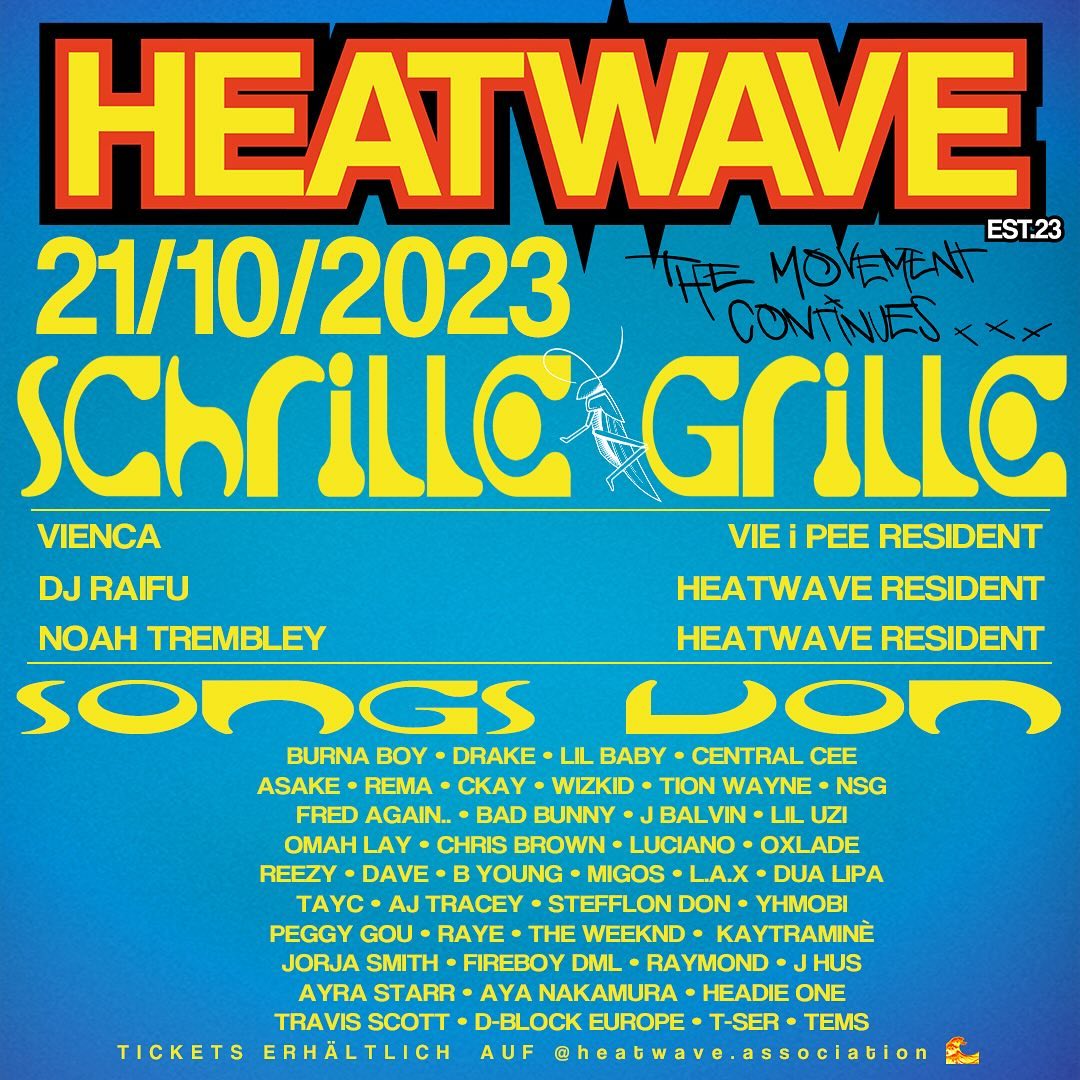 HEATWAVE
EST.23
21/10/2023
THE MOVEMENT
CONTINUES xxx
SCHRILLE GRILLE
VIENCA VIE i PEE RESIDENT
DJ RAIFU HEATWAVE RESIDENT
NOAH TREMBLEY HEATWAVE RESIDENT
SONGS VON
BURNA BOY • DRAKE • LIL BABY • CENTRAL CEE
ASAKE • REMA • CKAY • WIZKID • TION WAYNE • NSG
FRED AGAIN.. • BAD BUNNY • J BALVIN • LIL UZI
OMAH LAY • CHRIS BROWN • LUCIANO • OXLADE
REEZY • DAVE • B YOUNG • MIGOS • L.A.X • DUA LIPA
TAYC • AJ TRACEY • STEFFLON DON • YHMOBI
PEGGY GOU • RAYE • THE WEEKND • KAYTRAMINÈ
JORJA SMITH • FIREBOY DML • RAYMOND • J HUS
AYRA STARR • AYA NAKAMURA • HEADIE ONE
TRAVIS SCOTT • D-BLOCK EUROPE • T-SER • TEMS
TICKETS ERHÄLTLICH AUF @heatwave.association